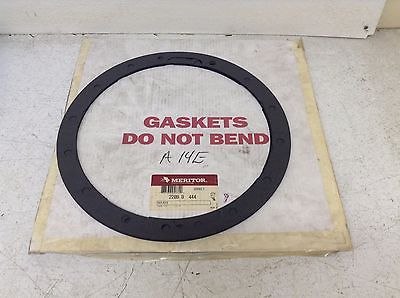 GASKETS
DO NOT BEND
A 14E
MERITOR
2208 D 444